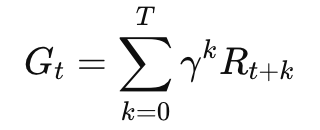 G_t = \sum_{k=0}^{T} \gamma^k R_{t+k}